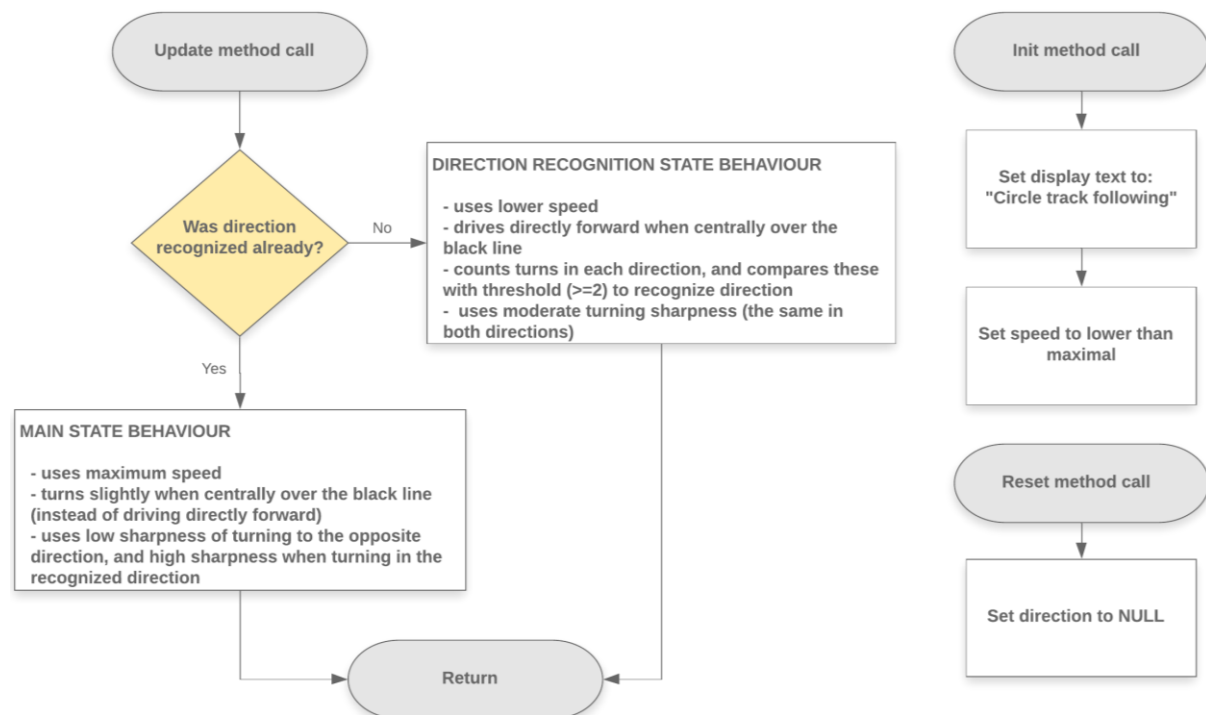 Update method call
Was direction
recognized already?
No
DIRECTION RECOGNITION STATE BEHAVIOUR
- uses lower speed
- drives directly forward when centrally over the
black line
- counts turns in each direction, and compares these
with threshold (>=2) to recognize direction
-  uses moderate turning sharpness (the same in
both directions)
Yes
MAIN STATE BEHAVIOUR
- uses maximum speed
- turns slightly when centrally over the black line
(instead of driving directly forward)
- uses low sharpness of turning to the opposite
direction, and high sharpness when turning in the
recognized direction
Return
Init method call
Set display text to:
"Circle track following"
Set speed to lower than
maximal
Reset method call
Set direction to NULL